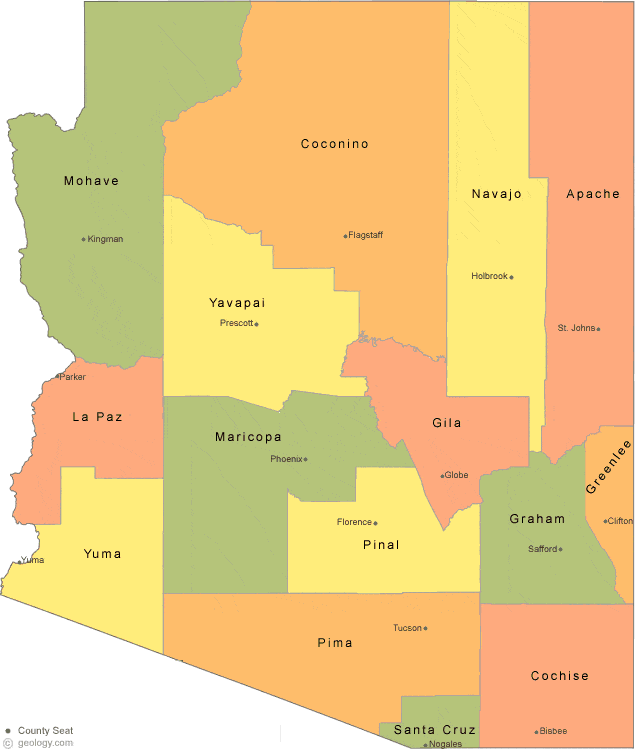 Coconino
Mohave
Navajo
Apache
Flagstaff
Kingman
Holbrook
Yavapai
Prescott
St. Johns
Parker
La Paz
Gila
Maricopa
Phoenix
Greenlee
Globe
Graham
Florence
Clifton
Pinal
Safford
Yuma
Yuma
Tucson
Pima
Cochise
Santa Cruz
Bisbee
Nogales
County Seat
© geology.com